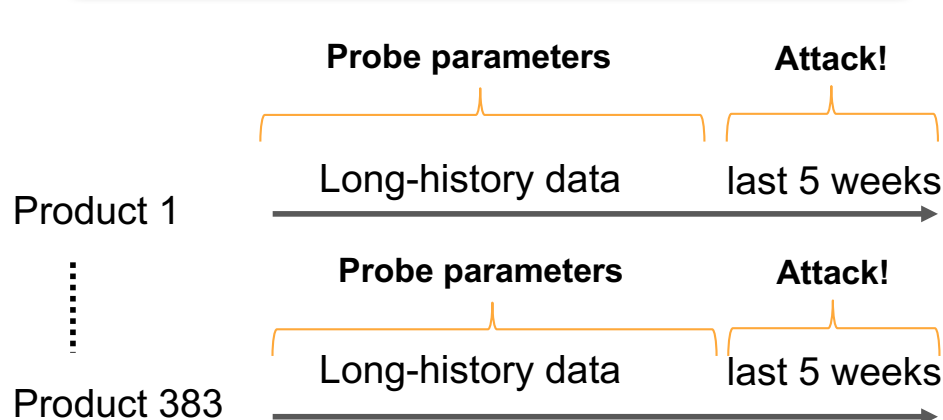 Probe parameters Attack!
Long-history data last 5 weeks
Product 1
Probe parameters Attack!
Long-history data last 5 weeks
Product 383